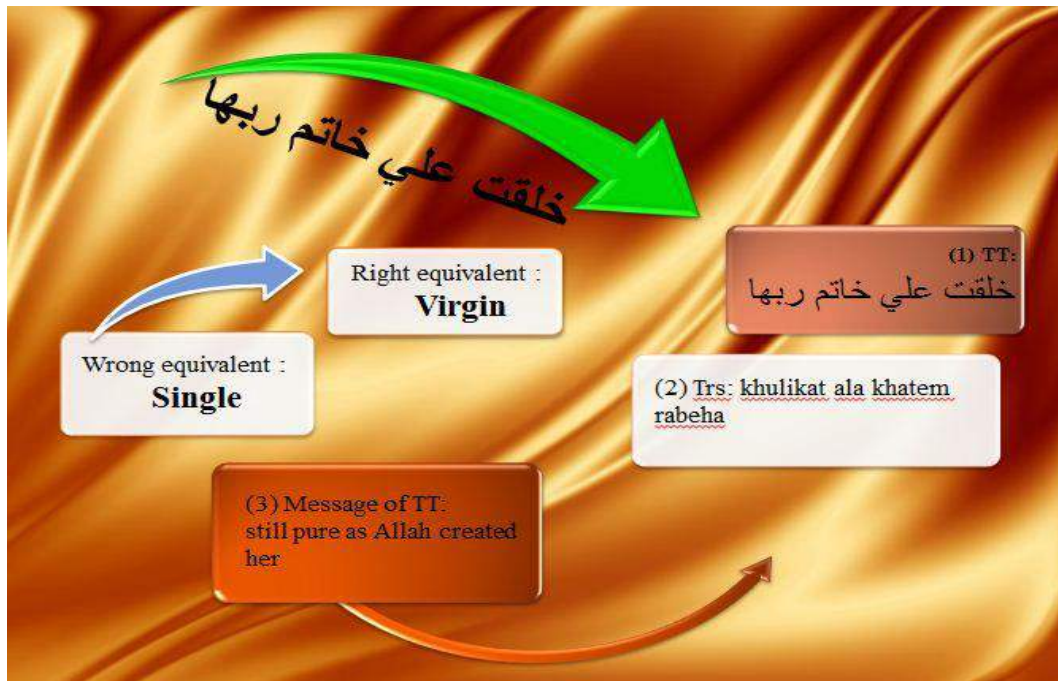 خلقت علي خاتم ربها
Right equivalent :
Virgin
Wrong equivalent :
Single
(1) TT:
خلقت علي خاتم ربها
(2) Trs: khulikat ala khatem
rabeha
(3) Message of TT:
still pure as Allah created
her